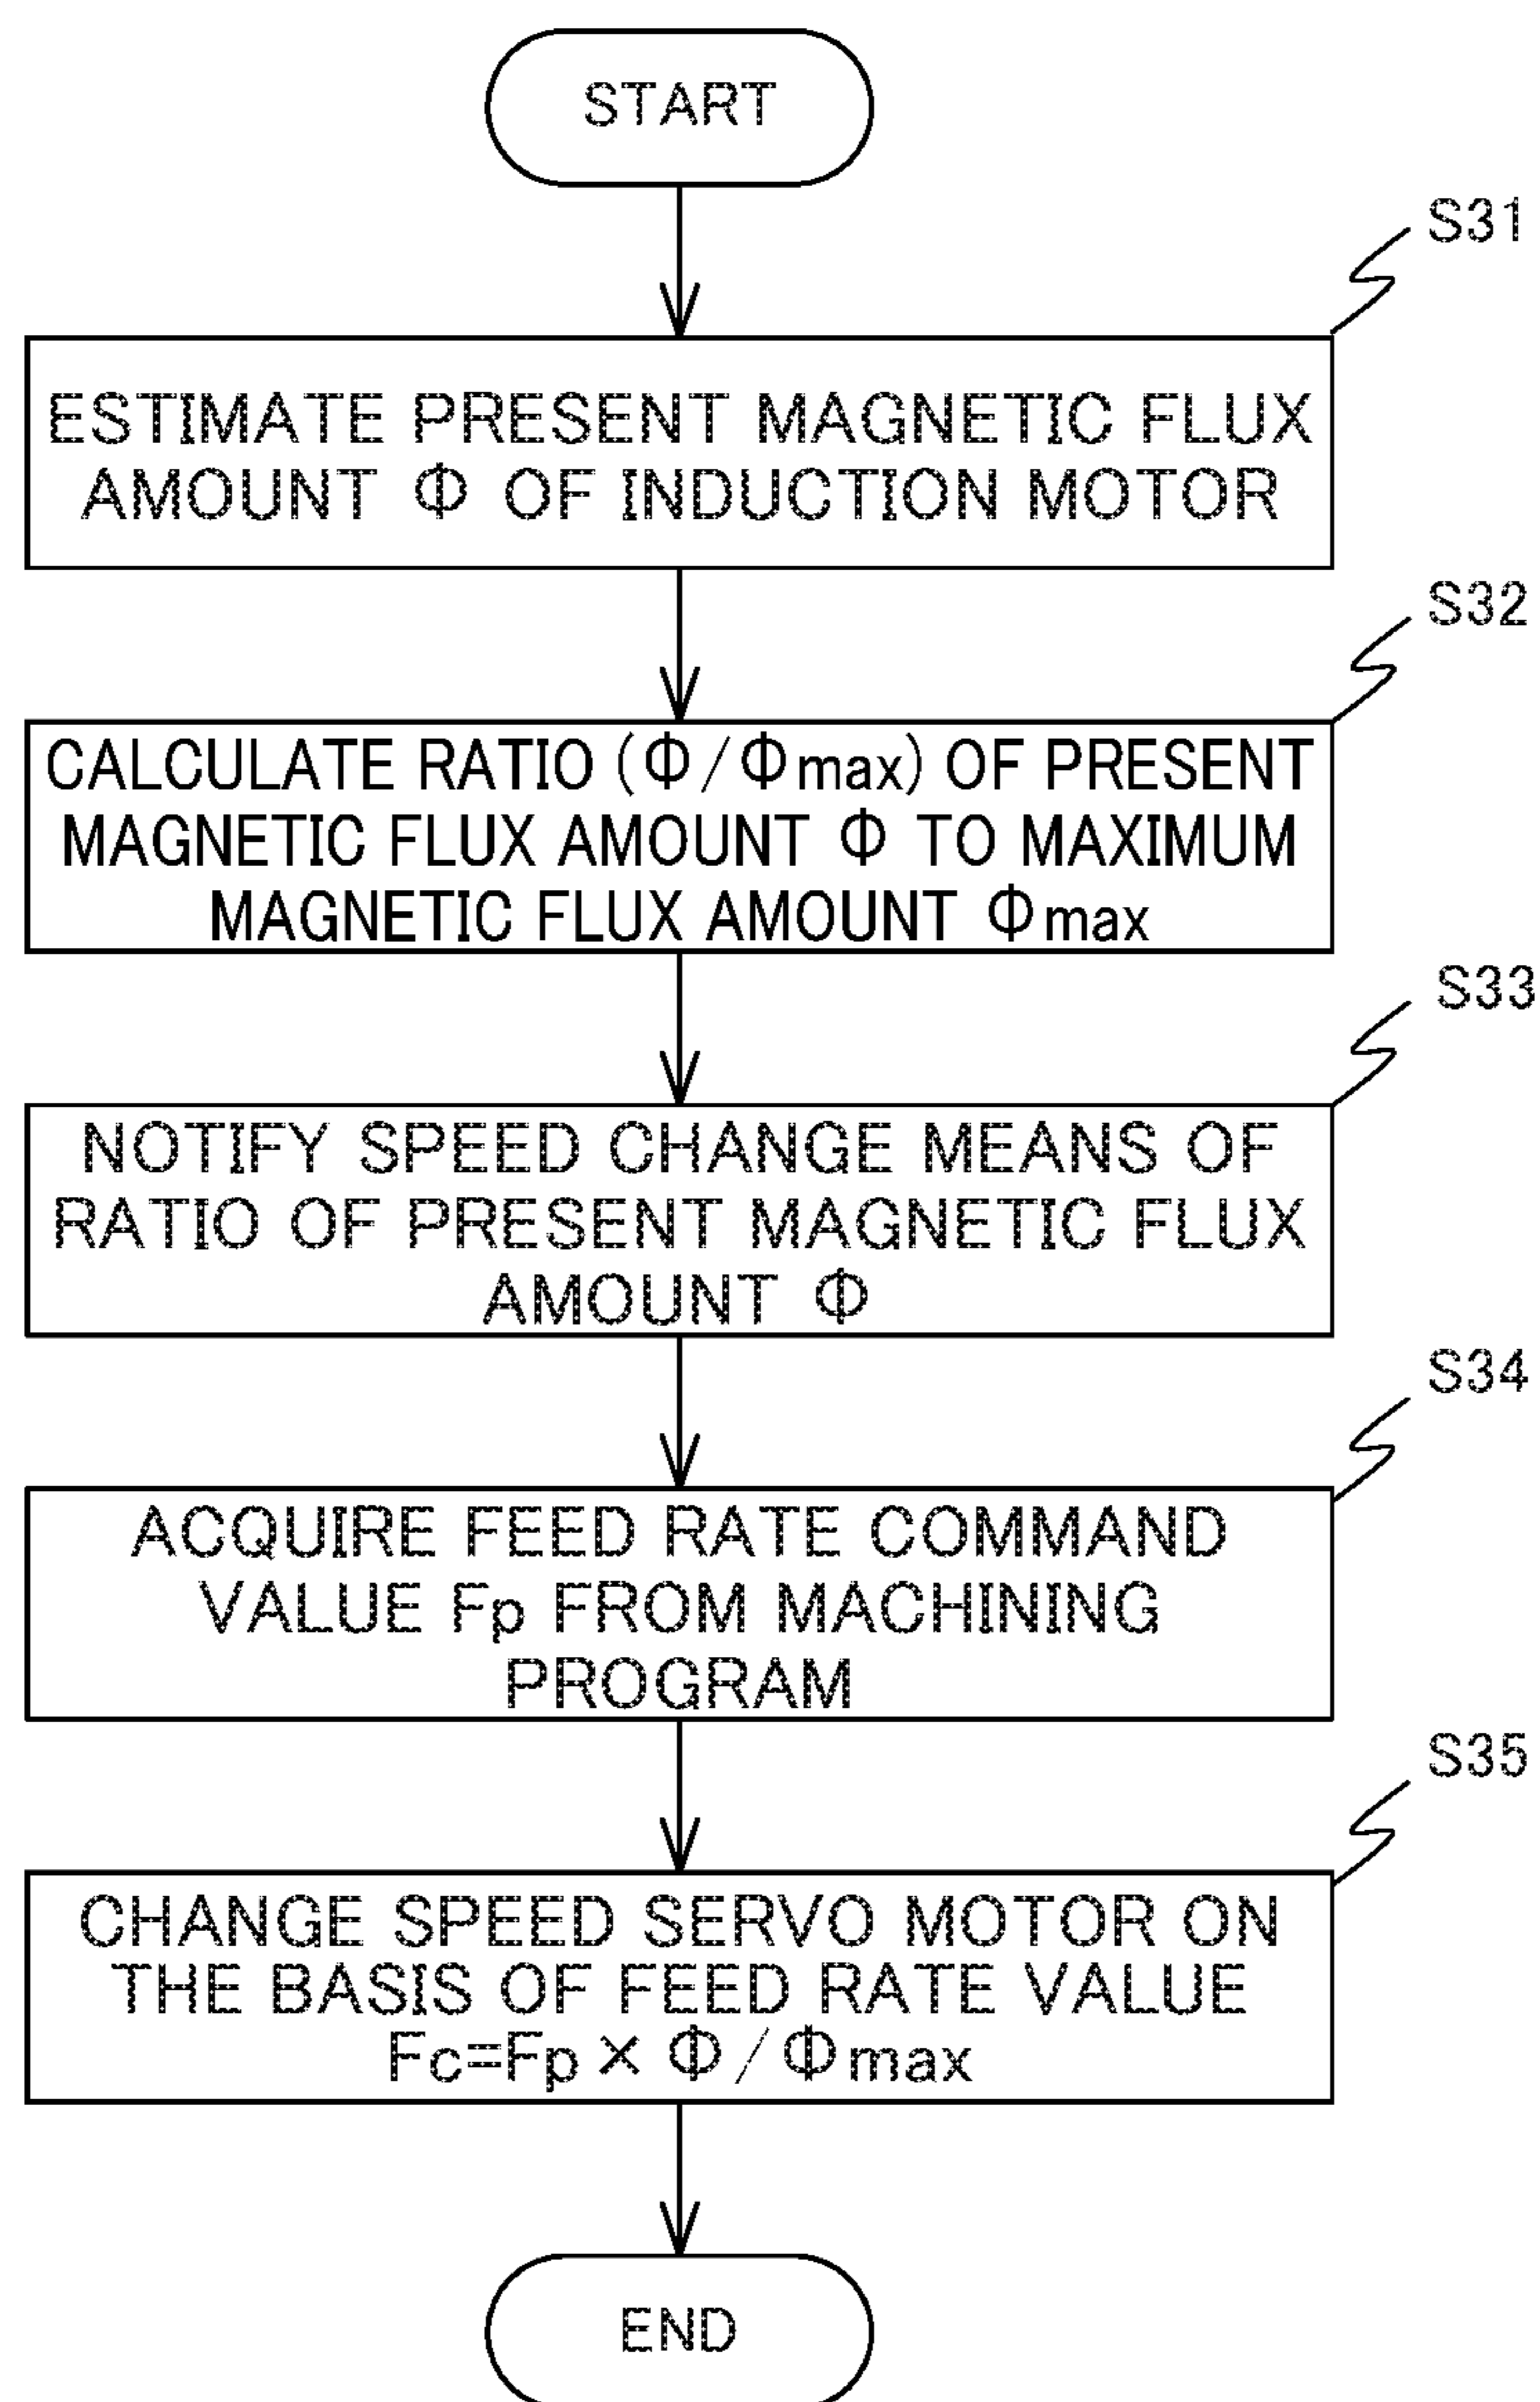 START
S31
ESTIMATE PRESENT MAGNETIC FLUX
AMOUNT Φ OF INDUCTION MOTOR
S32
CALCULATE RATIO (Φ/Φmax) OF PRESENT
MAGNETIC FLUX AMOUNT Φ TO MAXIMUM
MAGNETIC FLUX AMOUNT Φmax
S33
NOTIFY SPEED CHANGE MEANS OF
RATIO OF PRESENT MAGNETIC FLUX
AMOUNT Φ
S34
ACQUIRE FEED RATE COMMAND
VALUE Fp FROM MACHINING
PROGRAM
S35
CHANGE SPEED SERVO MOTOR ON
THE BASIS OF FEED RATE VALUE
Fc=Fp×Φ/Φmax
END